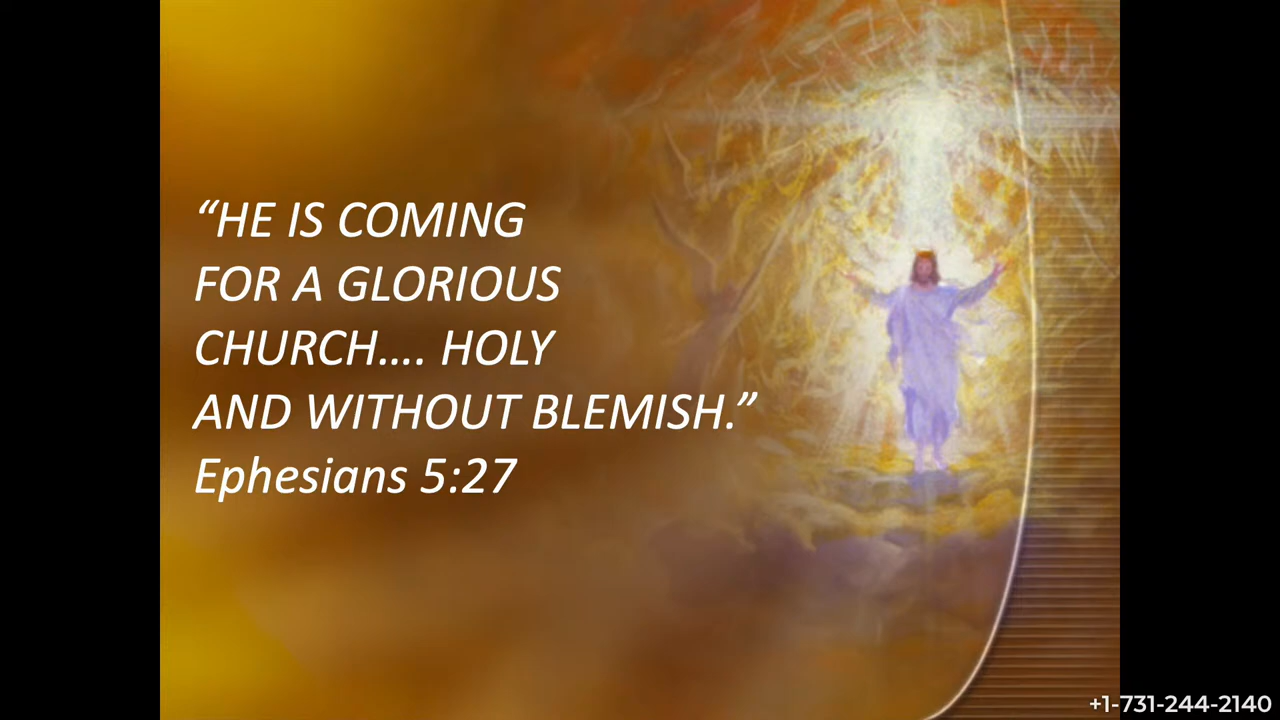 “HE IS COMING
FOR A GLORIOUS
CHURCH…. HOLY
AND WITHOUT BLEMISH.”
Ephesians 5:27
+1-731-244-2140